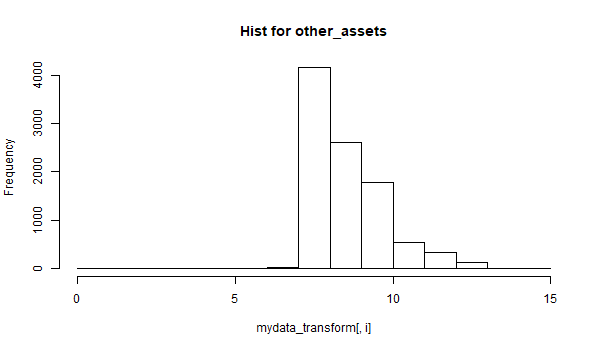 Hist for other_assets
Frequency
4000
3000
2000
1000
0
0 5 10 15
mydata_transform[, i]